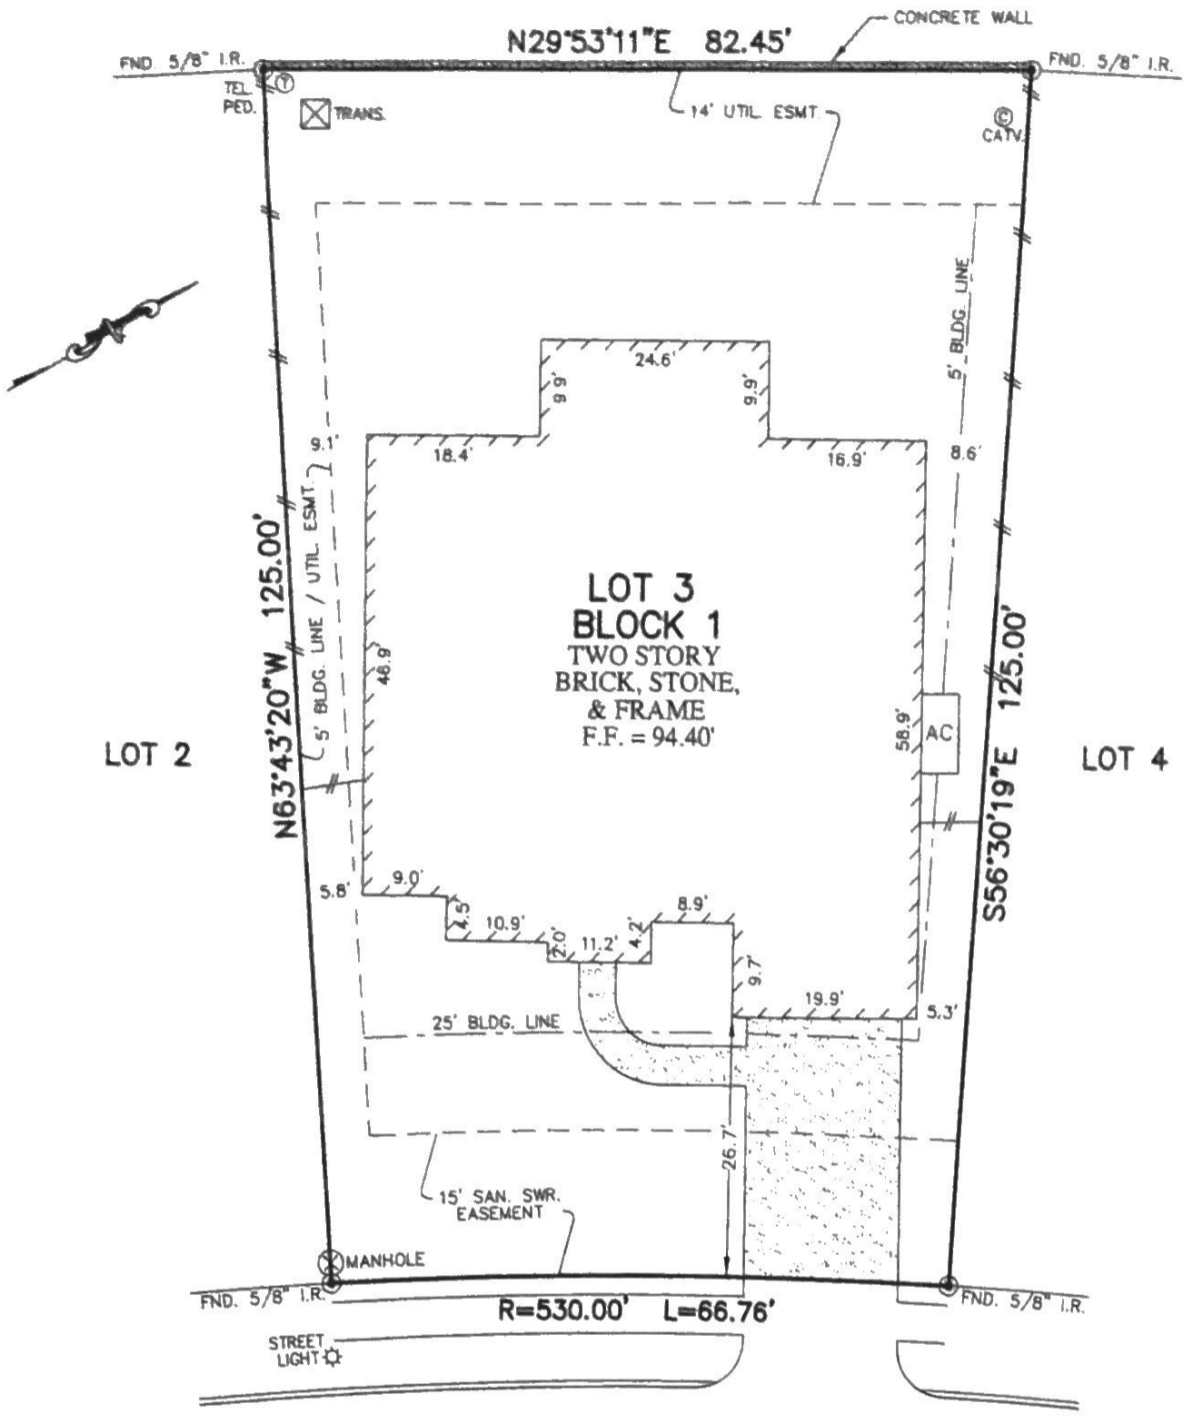 CONCRETE WALL
N29°53'11"E 82.45'
FND. 5/8" I.R.
FND. 5/8" I.R.
TEL.
PED.
T
TRANS.
14' UTIL. ESMT.
C
CATV.
5' BLDG. LINE
24.6'
9.9'
9.9'
9.1'
18.4'
16.9'
8.6'
5' BLDG. LINE / UTIL. ESMT.
N63°43'20"W 125.00'
LOT 3
BLOCK 1
TWO STORY
BRICK, STONE,
& FRAME
F.F. = 94.40'
46.9'
58.9'
AC
S56°30'19"E 125.00'
LOT 2
LOT 4
5.8'
9.0'
4.5'
10.9'
2.0'
11.2'
4.2'
8.9'
9.7'
19.9'
5.3'
25' BLDG. LINE
26.7'
15' SAN. SWR.
EASEMENT
MANHOLE
FND. 5/8" I.R.
FND. 5/8" I.R.
R=530.00' L=66.76'
STREET
LIGHT